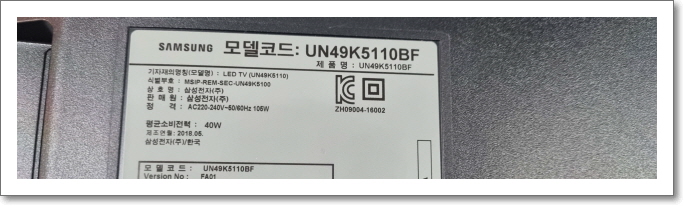 SAMSUNG 모델코드: UN49K5110BF
제 품 명 : UN49K5110BF
기자재의명칭(모델명) : LED TV (UN49K5110)
식별부호 : MSIP-REM-SEC-UN49K5100
상 호 명 : 삼성전자(주)
판 매 원 : 삼성전자(주)
정 격 : AC220-240V~50/60Hz 105W
ZH09004-16002
평균소비전력 : 40W
제조연월 : 2018.05.
삼성전자(주)/한국
모 델 코 드 : UN49K5110BF
Version No : FA01